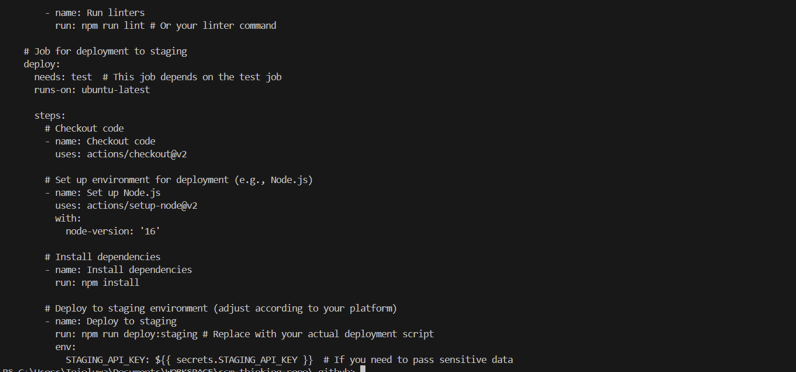 - name: Run linters
run: npm run lint # Or your linter command
# Job for deployment to staging
deploy:
needs: test  # This job depends on the test job
runs-on: ubuntu-latest
steps:
# Checkout code
- name: Checkout code
uses: actions/checkout@v2
# Set up environment for deployment (e.g., Node.js)
- name: Set up Node.js
uses: actions/setup-node@v2
with:
node-version: '16'
# Install dependencies
- name: Install dependencies
run: npm install
# Deploy to staging environment (adjust according to your platform)
- name: Deploy to staging
run: npm run deploy:staging # Replace with your actual deployment script
env:
STAGING_API_KEY: ${{ secrets.STAGING_API_KEY }}  # If you need to pass sensitive data
PS C:\Users\